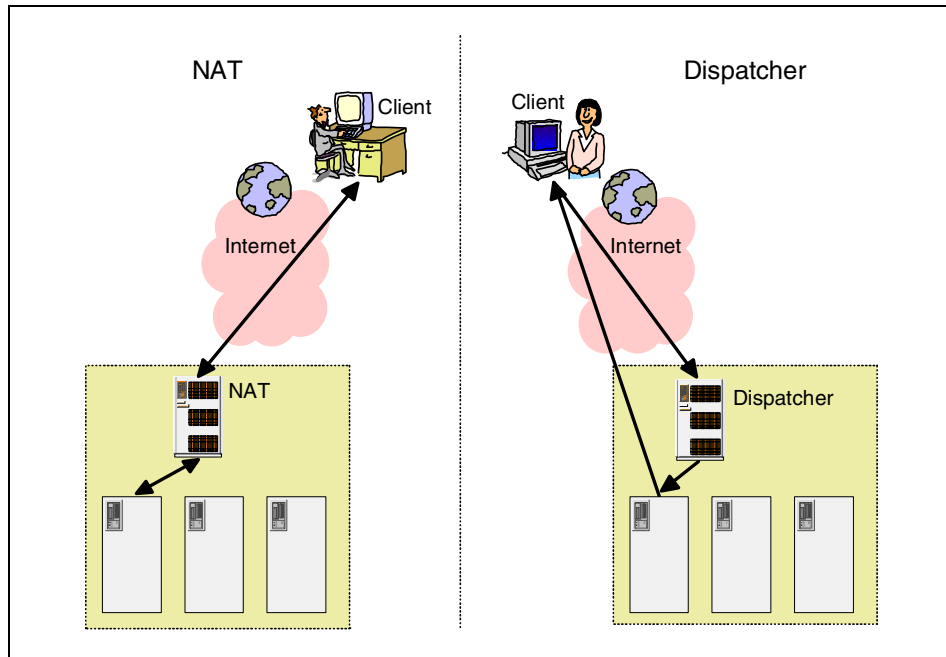 NAT
Client
Internet
NAT
Dispatcher
Client
Internet
Dispatcher